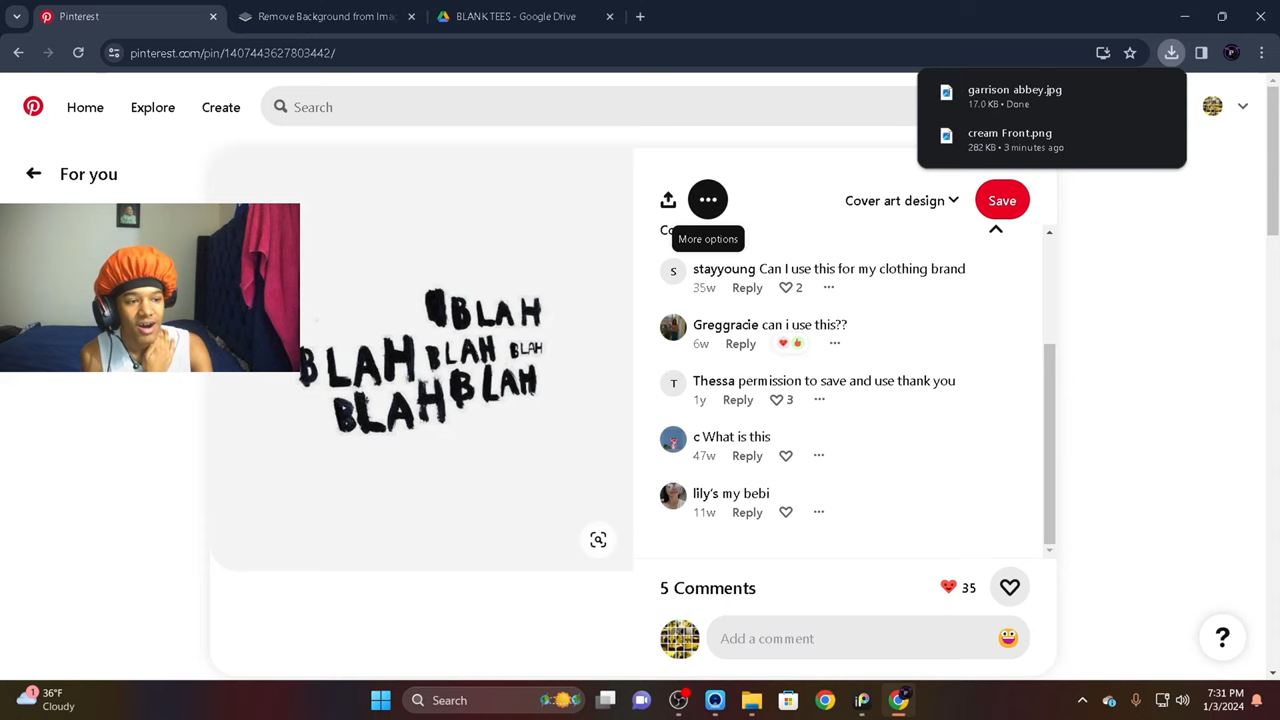 Pinterest
Remove Background from Imag
BLANK TEES - Google Drive
pinterest.com/pin/1407443627803442/
garrison abbey.jpg
17.0 KB • Done
cream Front.png
282 KB • 3 minutes ago
Home
Explore
Create
Search
For you
Cover art design
Save
Co
More options
stayyoung Can I use this for my clothing brand
35w Reply 2
Greggracie can i use this??
6w Reply
Thessa permission to save and use thank you
1y Reply 3
c What is this
47w Reply
lily's my bebi
11w Reply
BLAH
BLAH BLAH BLAH
BLAH BLAH
5 Comments
35
Add a comment
?
1
36°F
Cloudy
Search
7:31 PM
1/3/2024